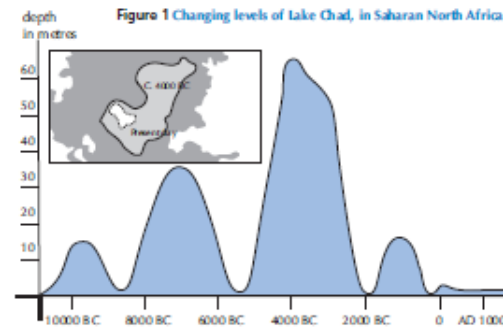 depth
in metres
Figure 1 Changing levels of Lake Chad, in Saharan North Africa
60
50
40
30
20
10
C. 4000 BC
Present day
10000 BC
8000 BC
6000 BC
4000 BC
2000 BC
0
AD 1000